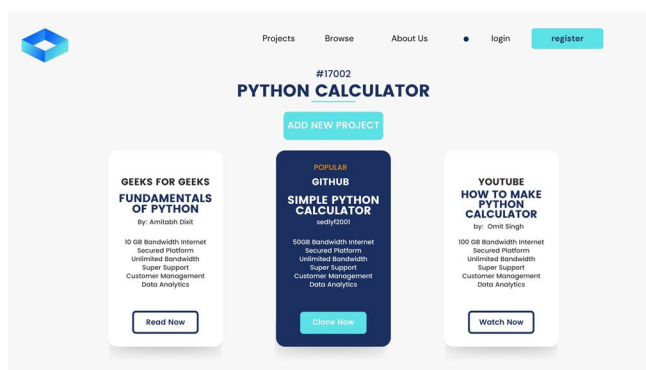 Projects Browse About Us login register
#17002
PYTHON CALCULATOR
ADD NEW PROJECT
GEEKS FOR GEEKS
FUNDAMENTALS
OF PYTHON
By: Amitabh Dixit
10 GB Bandwidth Internet
Secured Platform
Unlimited Bandwidth
Super Support
Customer Management
Data Analytics
Read Now
POPULAR
GITHUB
SIMPLE PYTHON
CALCULATOR
sedlyf2001
50GB Bandwidth Internet
Secured Platform
Unlimited Bandwidth
Super Support
Customer Management
Data Analytics
Clone Now
YOUTUBE
HOW TO MAKE
PYTHON
CALCULATOR
by: Omit Singh
100 GB Bandwidth Internet
Secured Platform
Unlimited Bandwidth
Super Support
Customer Management
Data Analytics
Watch Now